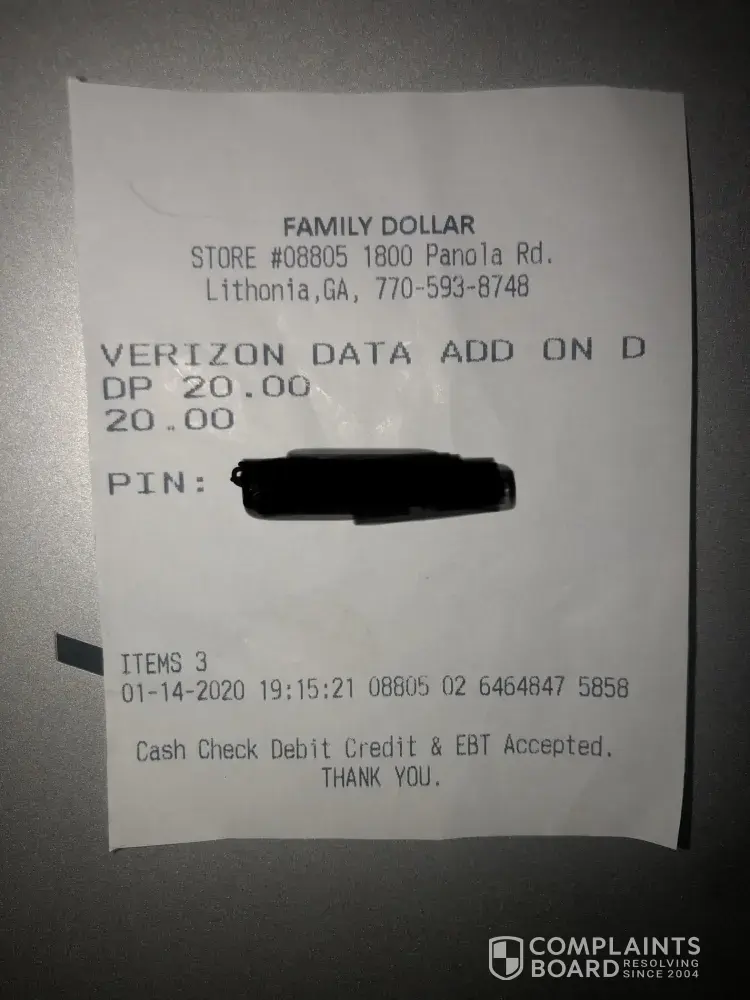 FAMILY DOLLAR
STORE #08805 1800 Panola Rd.
Lithonia,GA, 770-593-8748
VERIZON DATA ADD ON D
DP 20.00
20.00
PIN:
ITEMS 3
01-14-2020 19:15:21 08805 02 6464847 5858
Cash Check Debit Credit & EBT Accepted.
THANK YOU.
COMPLAINTS
BOARD RESOLVING
SINCE 2004